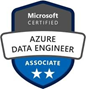 Microsoft
CERTIFIED
AZURE
DATA ENGINEER
ASSOCIATE